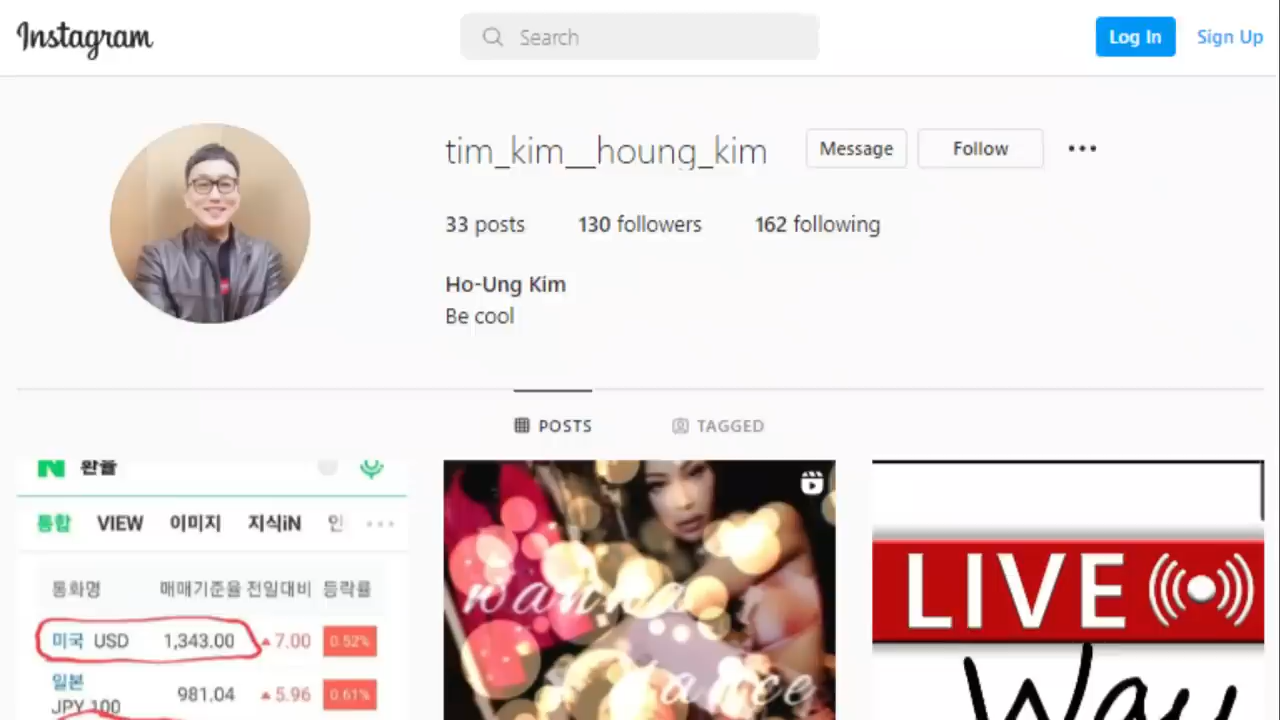 Instagram
Search
Log In
Sign Up
tim_kim__houng_kim
Message
Follow
33 posts
130 followers
162 following
Ho-Ung Kim
Be cool
POSTS
TAGGED
N 환율
통합 VIEW 이미지 지식iN 인
통화명 매매기준율 전일대비 등락률
미국 USD 1,343.00 ▲7.00 0.52%
일본
JPY 100 981.04 ▲5.96 0.61%
wanna
dance
LIVE
Way